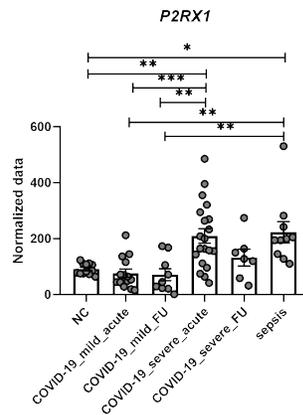 P2RX1
*
**
***
**
**
**
Normalized data
600
400
200
0
NC
COVID-19_mild_acute
COVID-19_mild_FU
COVID-19_severe_acute
COVID-19_severe_FU
sepsis